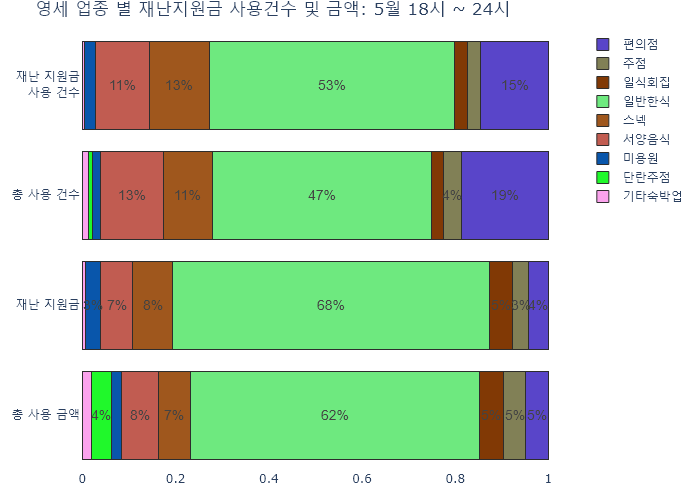 영세 업종 별 재난지원금 사용건수 및 금액: 5월 18시 ~ 24시
재난 지원금
사용 건수
11%
13%
53%
15%
총 사용 건수
13%
11%
47%
4%
19%
재난 지원금
7%
8%
68%
5%
3%
4%
총 사용 금액
4%
8%
7%
62%
5%
5%
5%
0
0.2
0.4
0.6
0.8
1
편의점
주점
일식회집
일반한식
스넥
서양음식
미용원
단란주점
기타숙박업